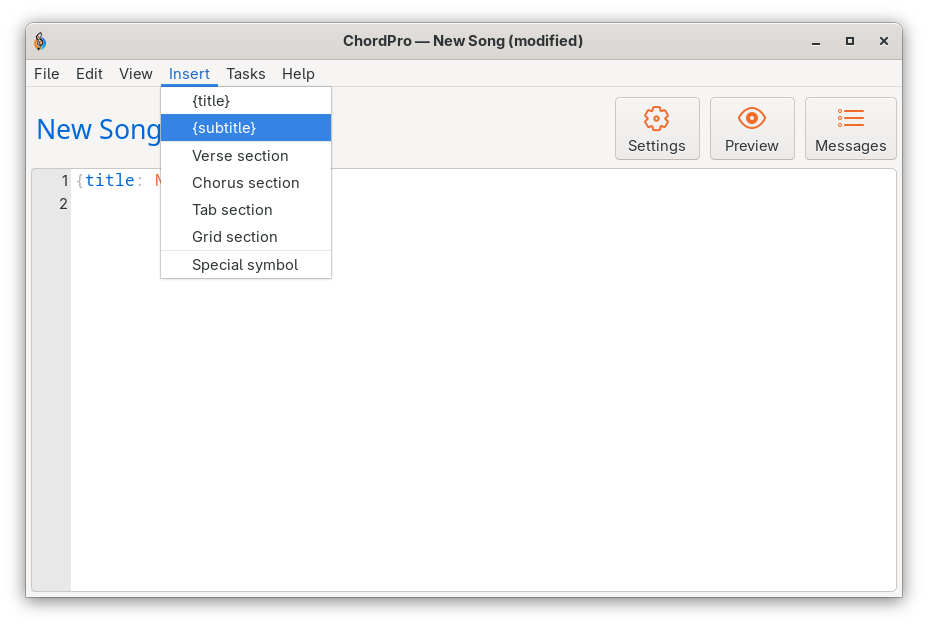 ChordPro — New Song (modified)
File Edit View Insert Tasks Help
New Song
Settings Preview Messages
{title}
{subtitle}
Verse section
Chorus section
Tab section
Grid section
Special symbol
1 {title:
2